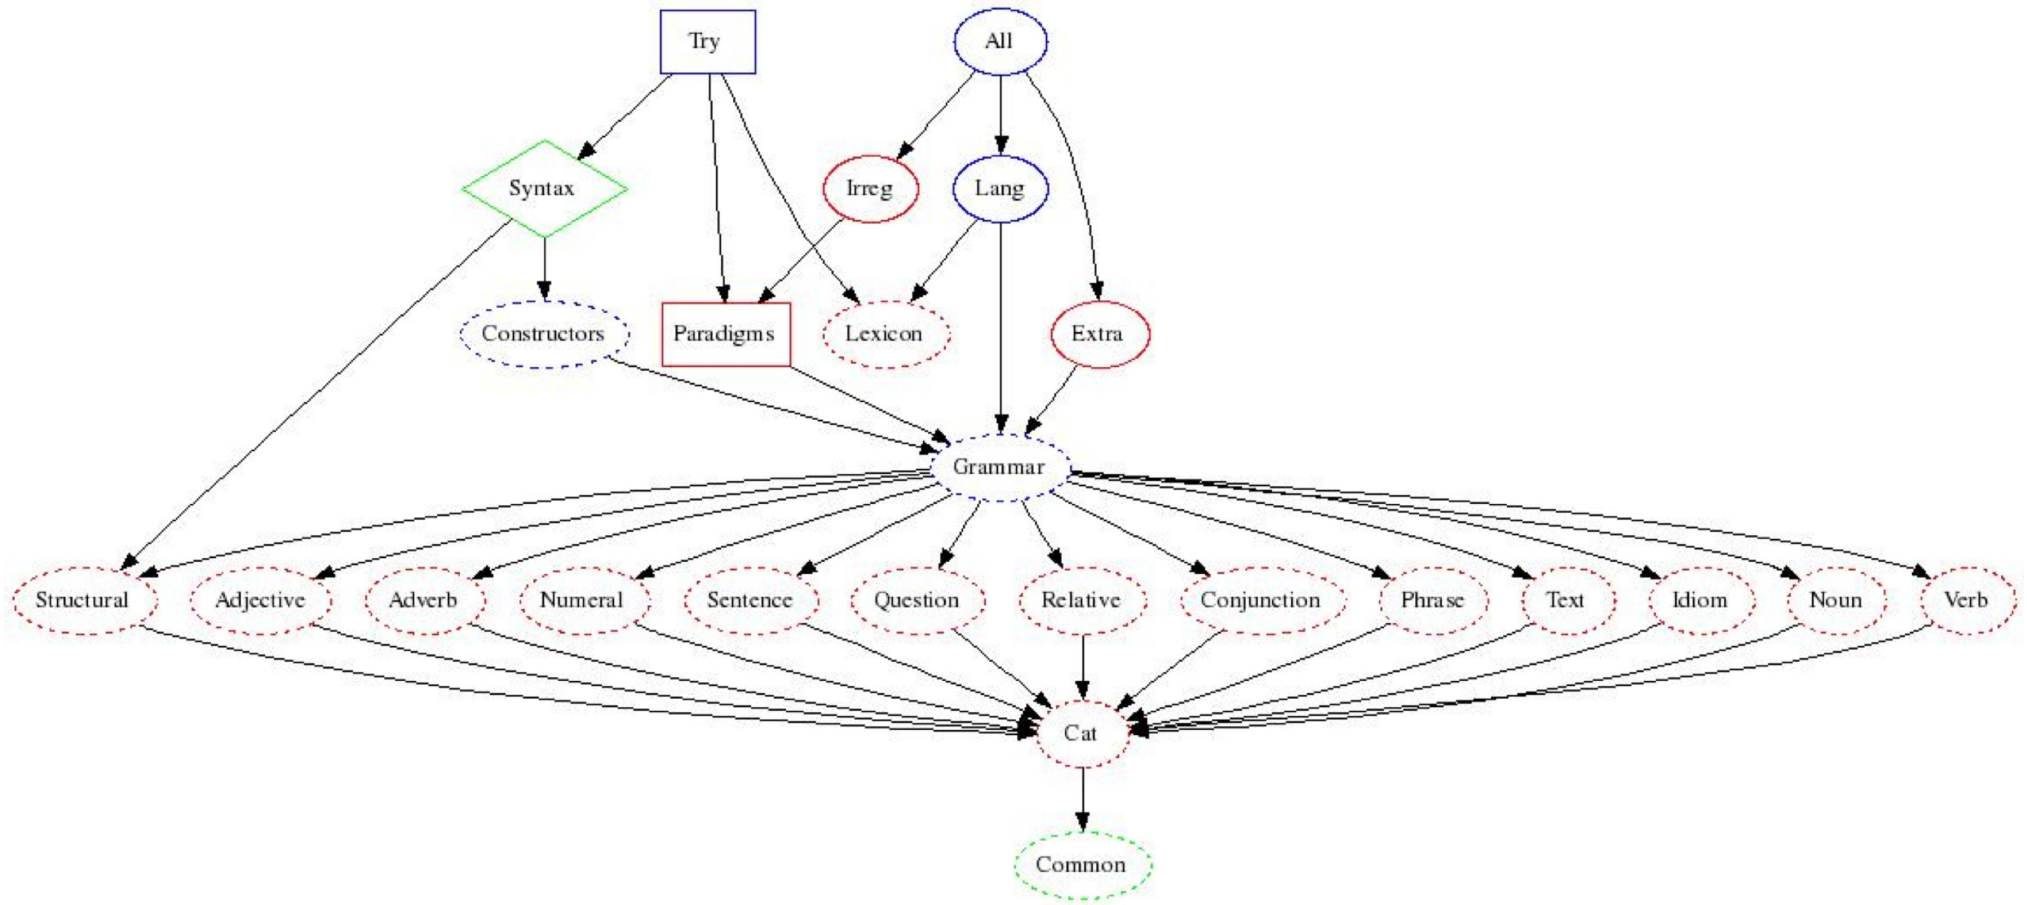 Try
All
Syntax
Irreg
Lang
Constructors
Paradigms
Lexicon
Extra
Grammar
Structural
Adjective
Adverb
Numeral
Sentence
Question
Relative
Conjunction
Phrase
Text
Idiom
Noun
Verb
Cat
Common